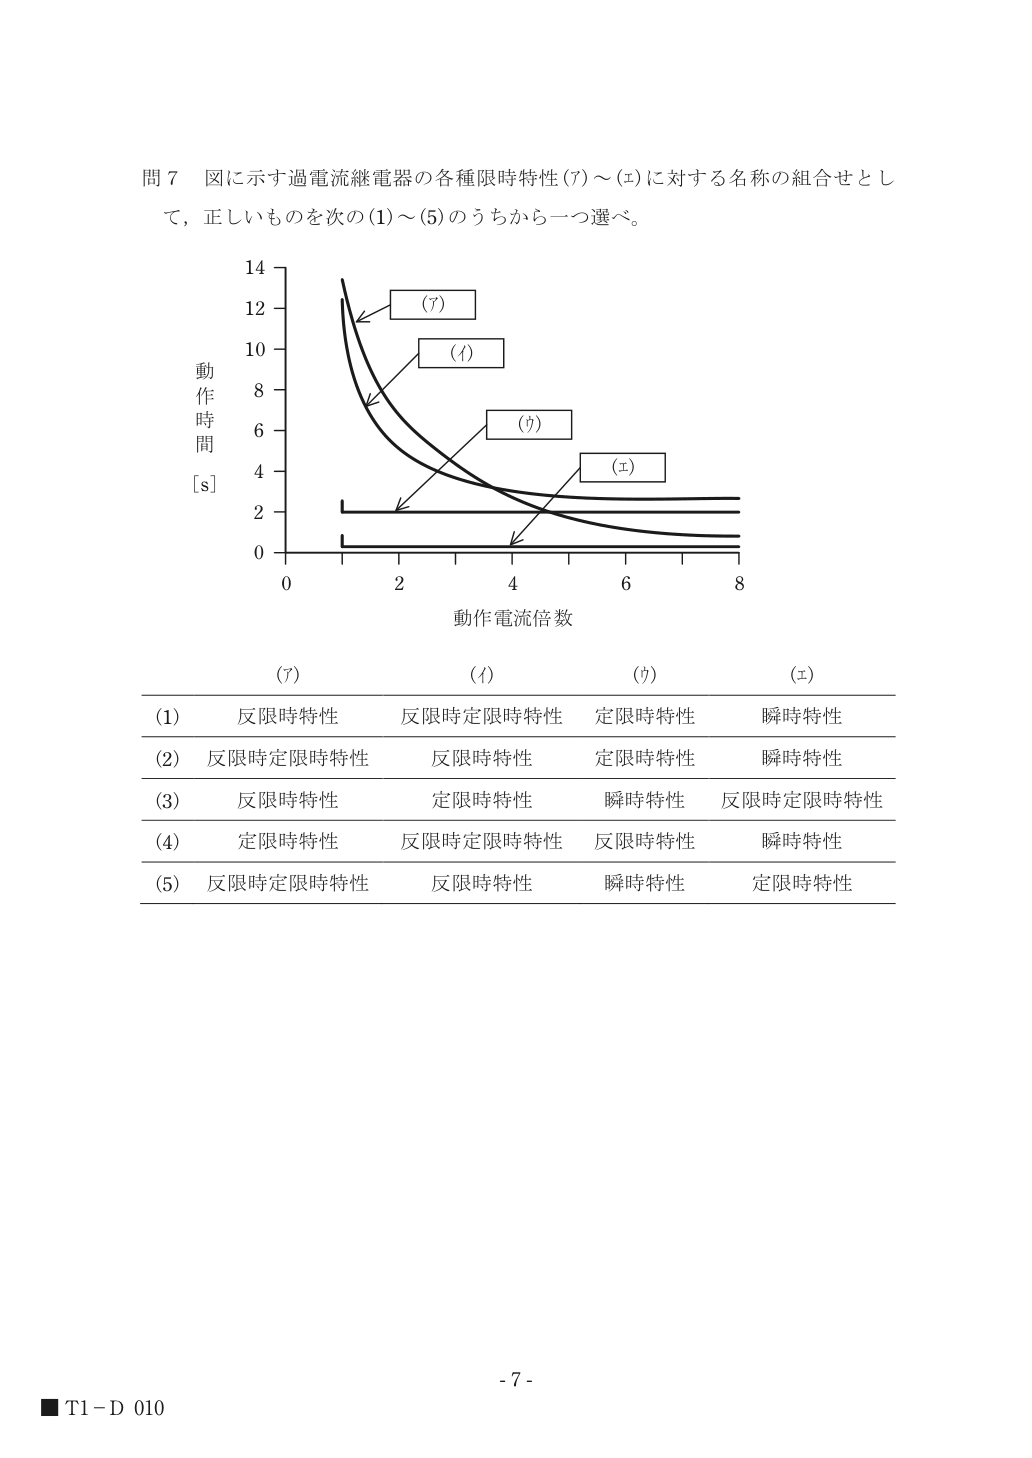 問7 図に示す過電流継電器の各種限時特性(ｱ)～(ｴ)に対する名称の組合せとし
て，正しいものを次の(1)～(5)のうちから一つ選べ。
14
12
10
8
6
4
2
0
動作時間
[s]
(ｱ)
(ｲ)
(ｳ)
(ｴ)
0 2 4 6 8
動作電流倍数
(ｱ) (ｲ) (ｳ) (ｴ)
(1) 反限時特性 反限時定限時特性 定限時特性 瞬時特性
(2) 反限時定限時特性 反限時特性 定限時特性 瞬時特性
(3) 反限時特性 定限時特性 瞬時特性 反限時定限時特性
(4) 定限時特性 反限時定限時特性 反限時特性 瞬時特性
(5) 反限時定限時特性 反限時特性 瞬時特性 定限時特性
- 7 -
■ T1－D 010